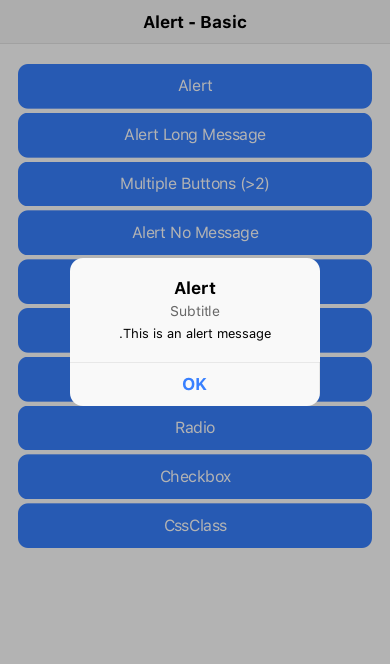 Alert - Basic
Alert
Alert Long Message
Multiple Buttons (>2)
Alert No Message
Alert
Subtitle
.This is an alert message
OK
Radio
Checkbox
CssClass